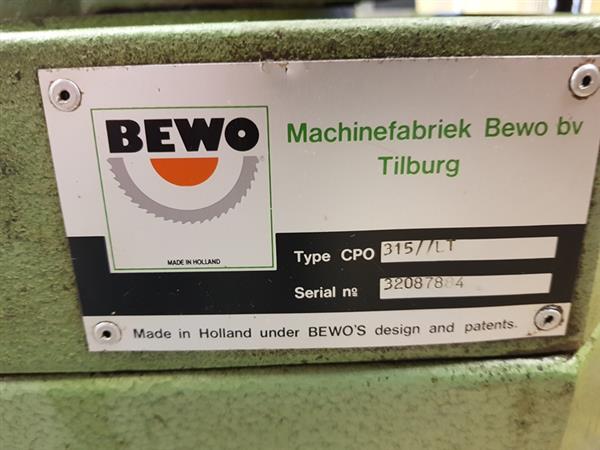 BEWO
MADE IN HOLLAND
Machinefabriek Bewo bv
Tilburg
Type CPO 315//LT
Serial nº 32087884
Made in Holland under BEWO'S design and patents.